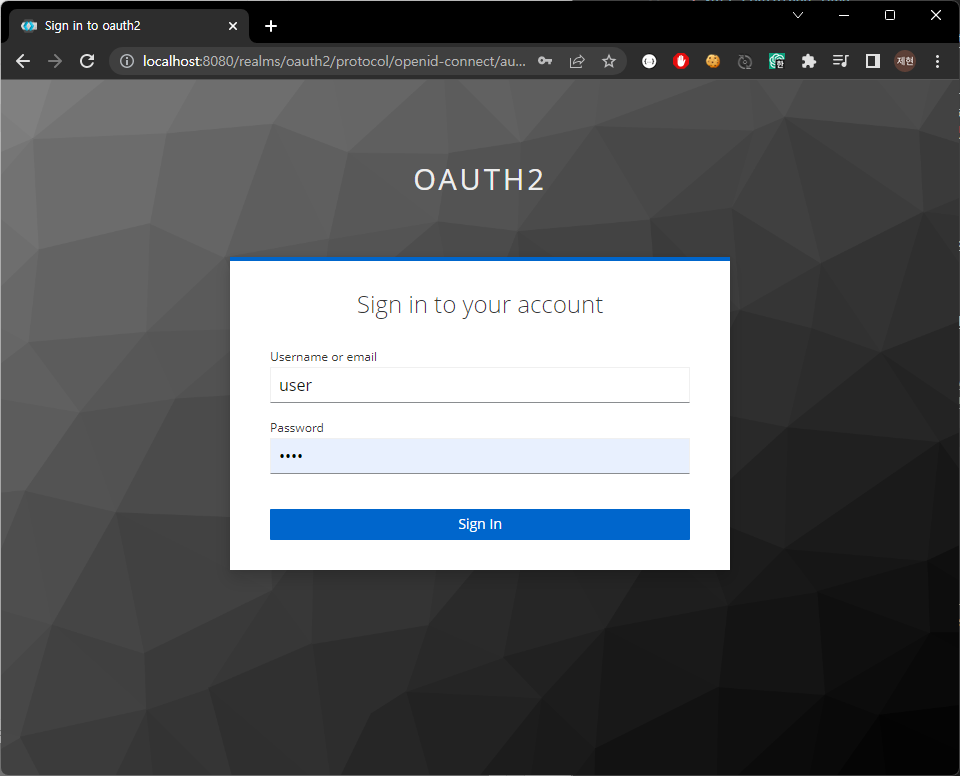 Sign in to oauth2
localhost:8080/realms/oauth2/protocol/openid-connect/au...
제현
OAUTH2
Sign in to your account
Username or email
user
Password
Sign In